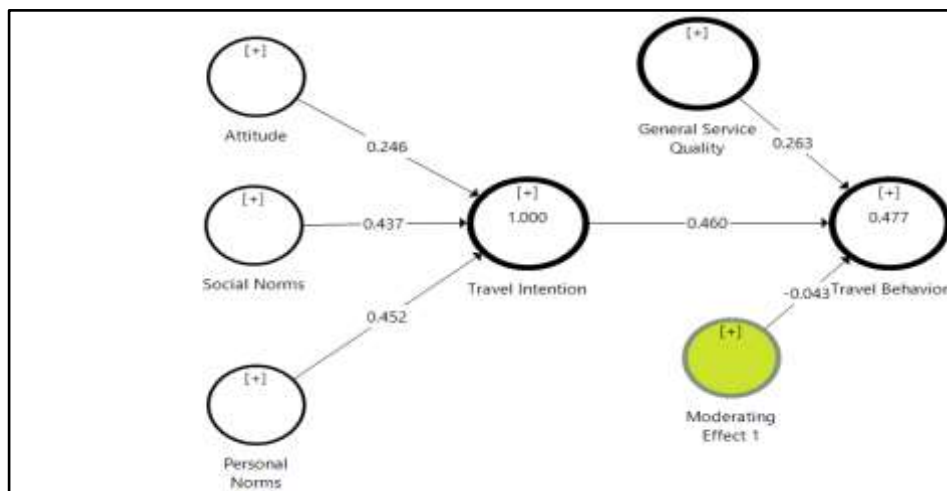 [+]
Attitude
0.246
[+]
Social Norms
0.437
[+]
Personal
Norms
0.452
[+]
1.000
Travel Intention
0.460
[+]
General Service
Quality
0.263
[+]
0.477
Travel Behavior
-0.043
[+]
Moderating
Effect 1